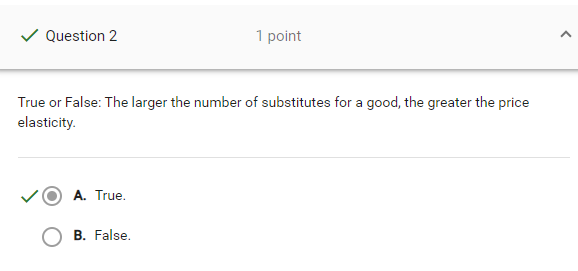 Question 2 1 point
True or False: The larger the number of substitutes for a good, the greater the price
elasticity.
A. True.
B. False.